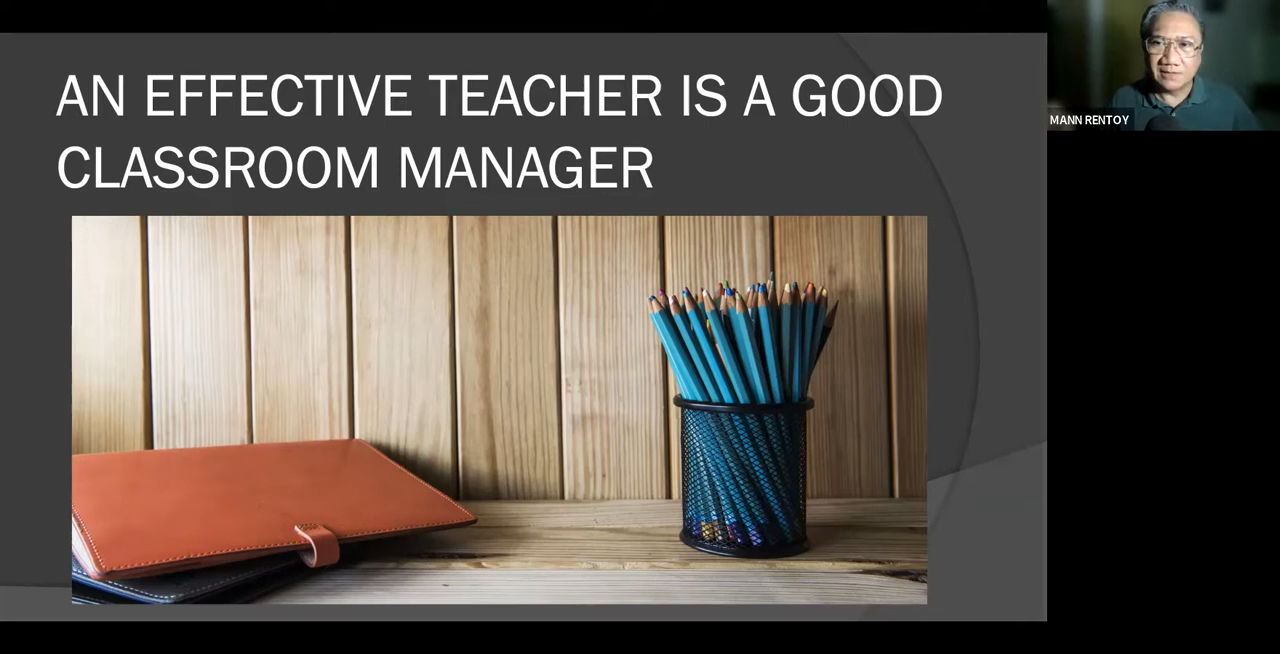 AN EFFECTIVE TEACHER IS A GOOD
CLASSROOM MANAGER
MANN RENTOY